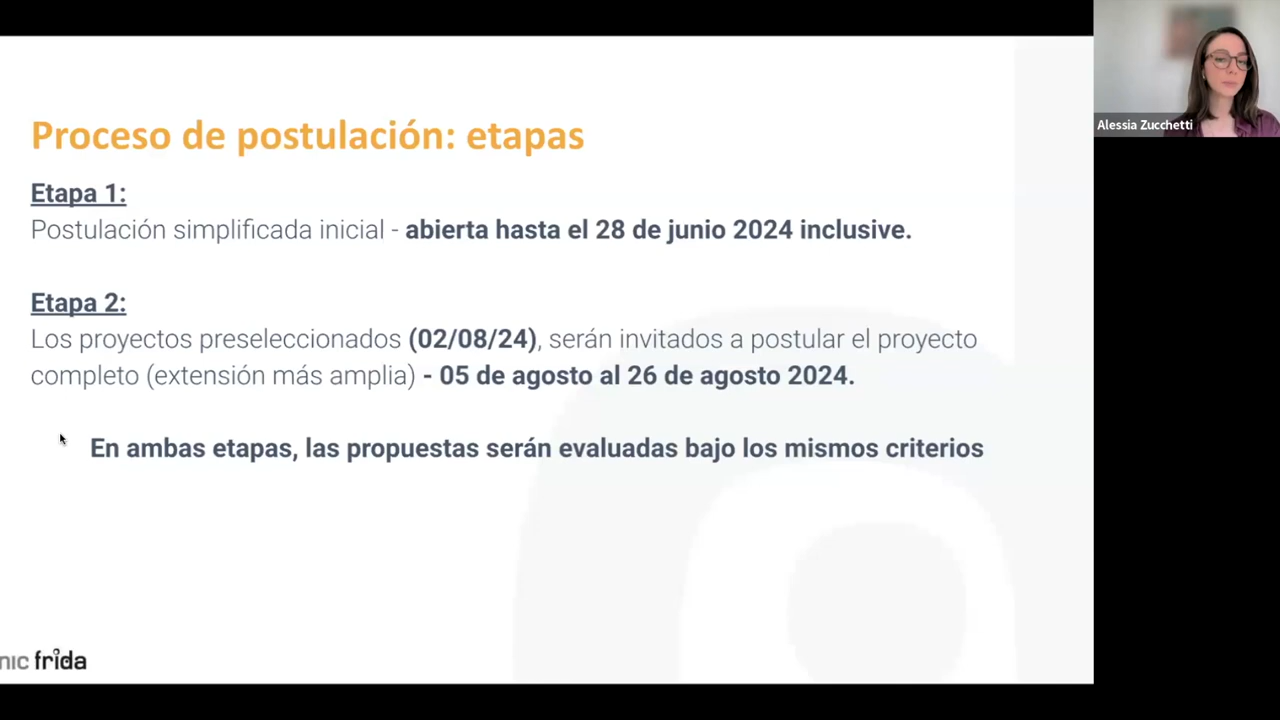 Proceso de postulación: etapas
Etapa 1:
Postulación simplificada inicial - abierta hasta el 28 de junio 2024 inclusive.
Etapa 2:
Los proyectos preseleccionados (02/08/24), serán invitados a postular el proyecto
completo (extensión más amplia) - 05 de agosto al 26 de agosto 2024.
En ambas etapas, las propuestas serán evaluadas bajo los mismos criterios
nic frida
Alessia Zucchetti